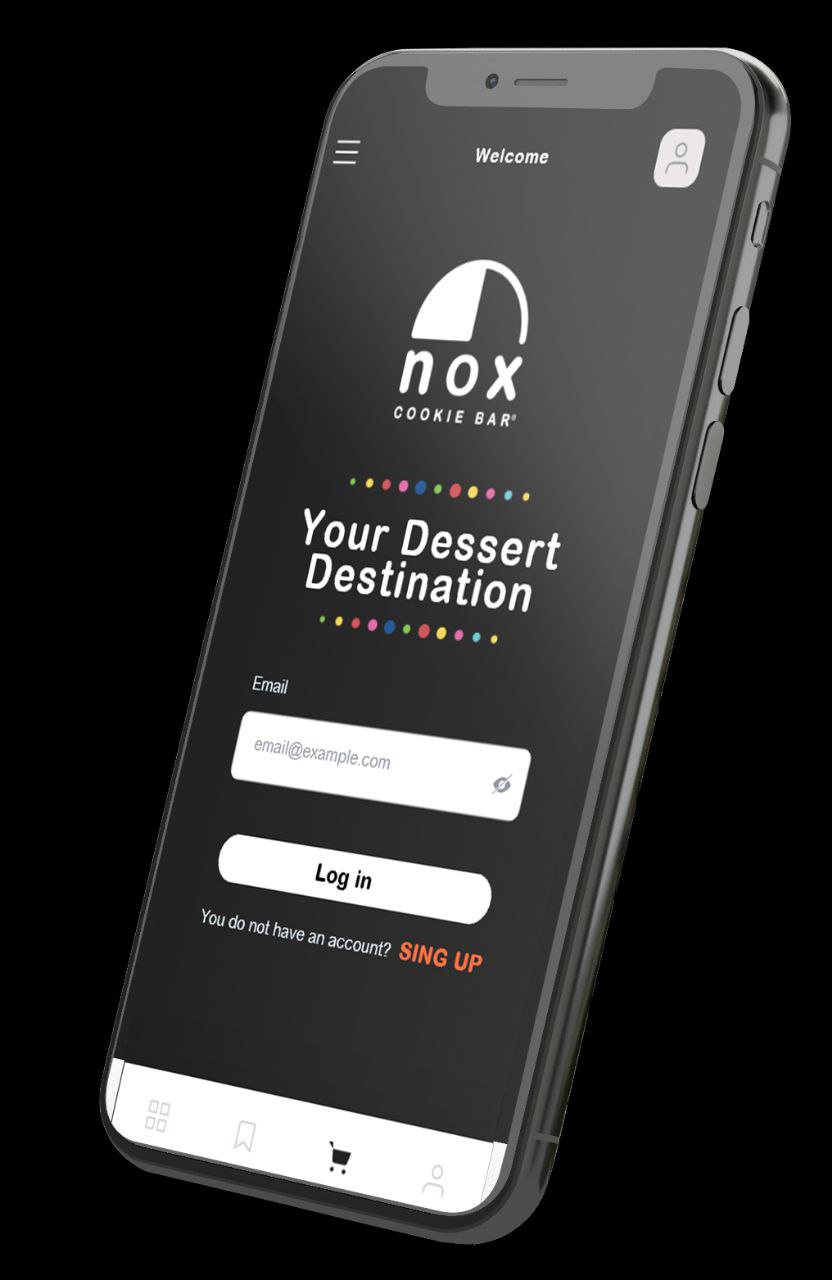 Welcome
nox
COOKIE BAR®
Your Dessert
Destination
Email
email@example.com
Log in
You do not have an account? SING UP